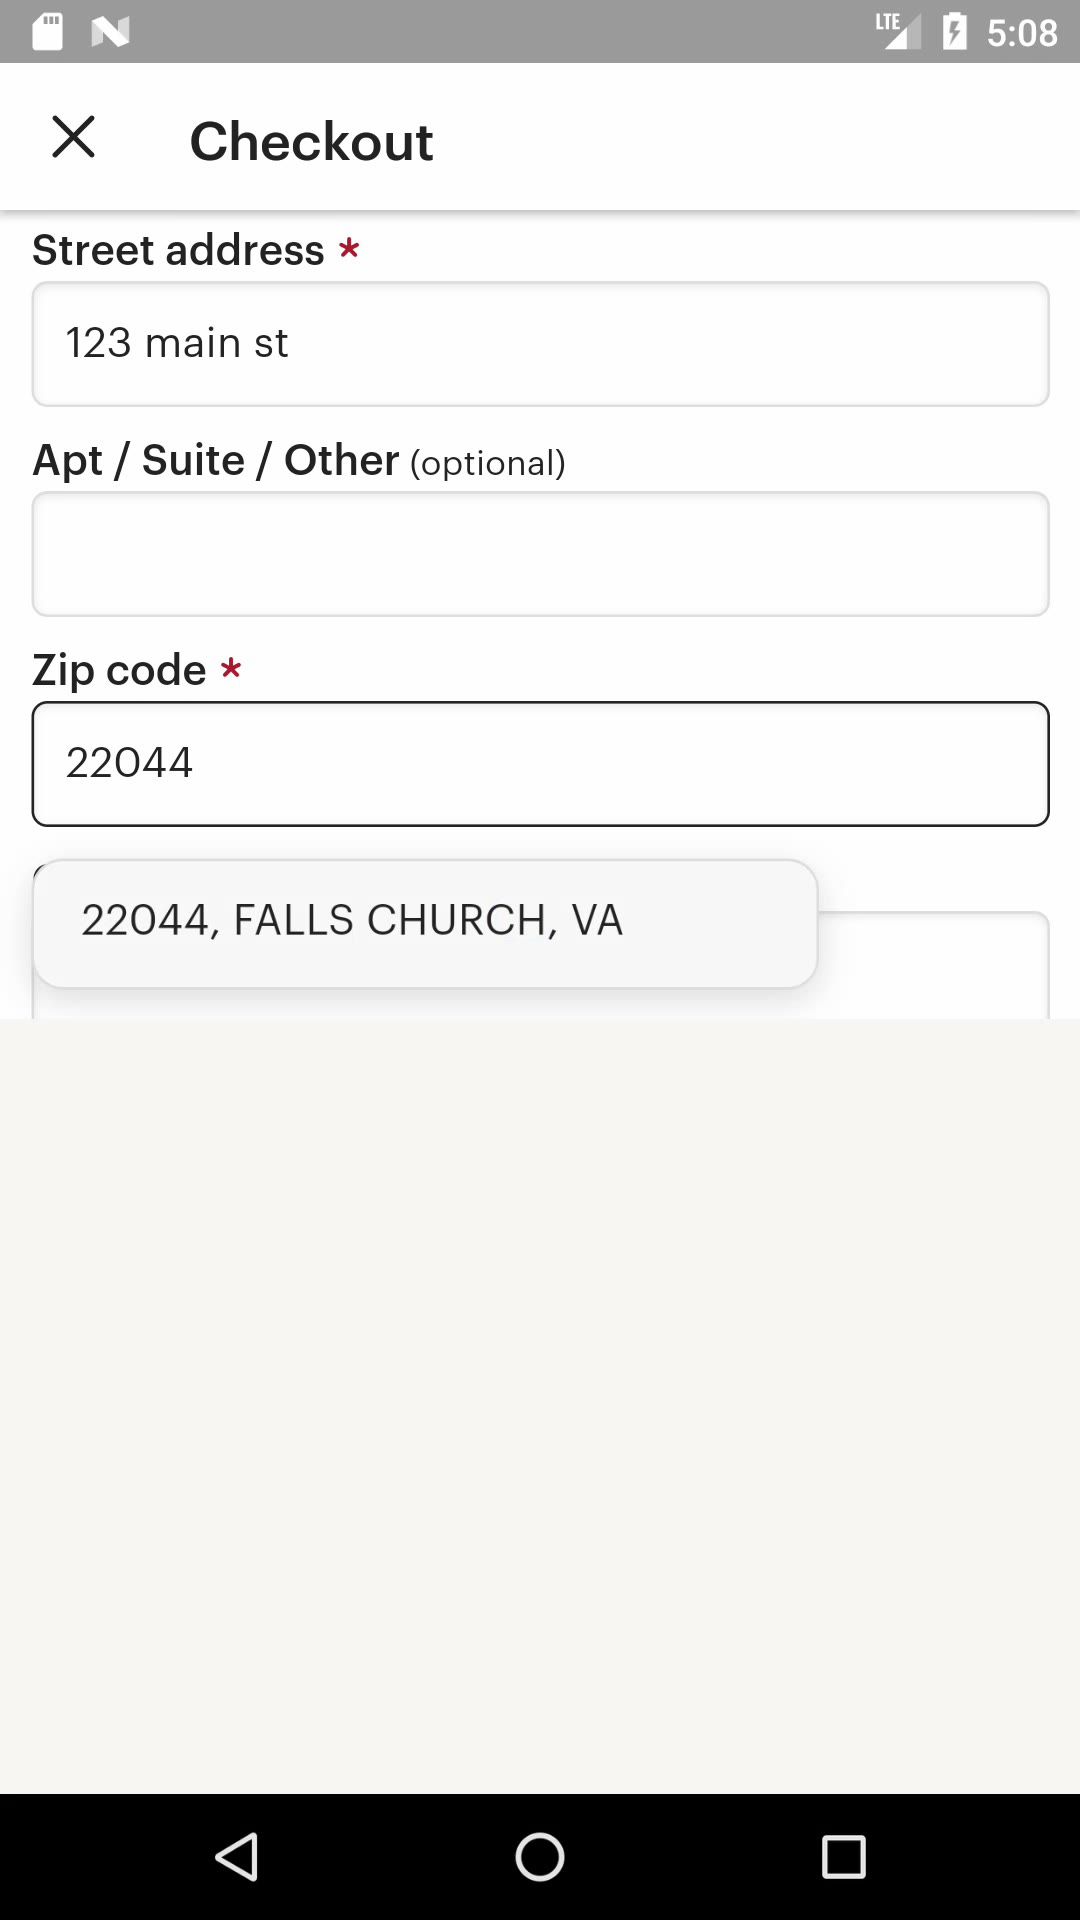 LTE 5:08
Checkout
Street address *
123 main st
Apt / Suite / Other (optional)
Zip code *
22044
22044, FALLS CHURCH, VA